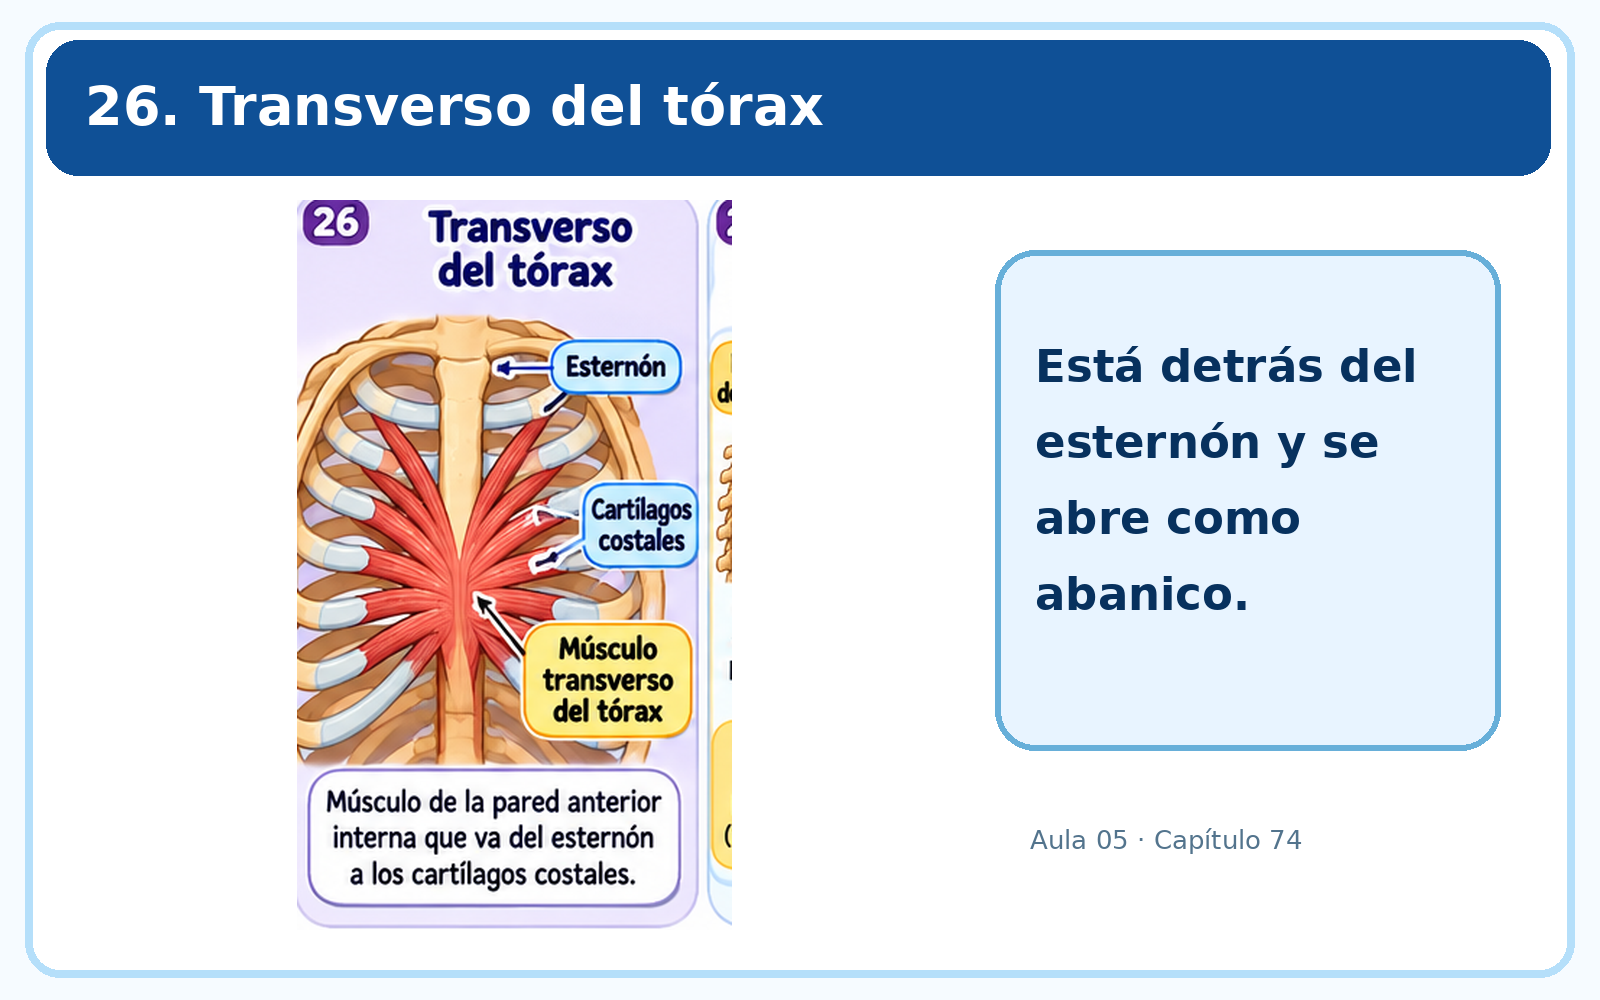 26. Transverso del tórax
26
Transverso
del tórax
Esternón
Cartílagos
costales
Músculo
transverso
del tórax
Músculo de la pared anterior
interna que va del esternón
a los cartílagos costales.
Está detrás del
esternón y se
abre como
abanico.
Aula 05 · Capítulo 74